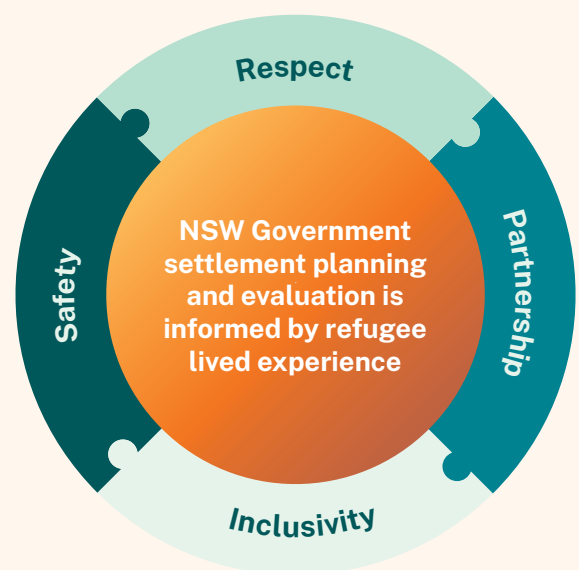 Respect
Safety
NSW Government
settlement planning
and evaluation is
informed by refugee
lived experience
Partnership
Inclusivity